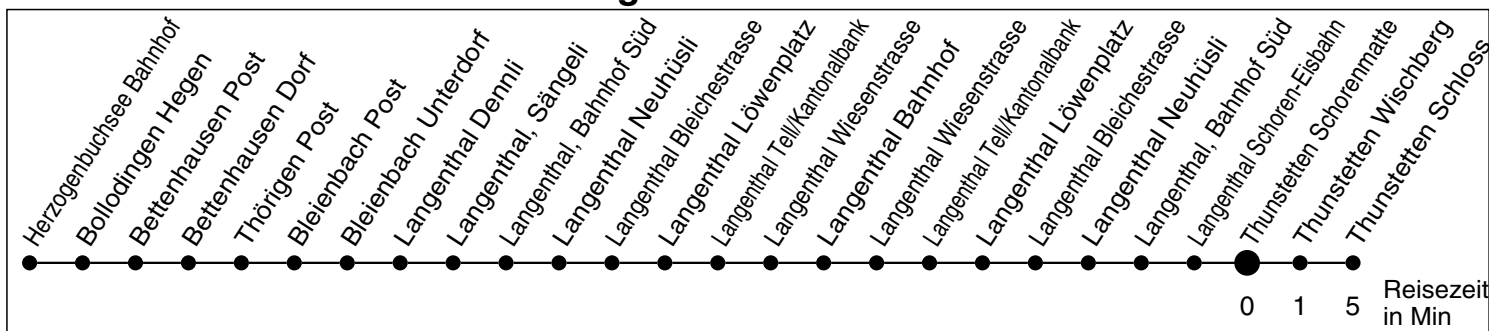 g
Herzogenbuchsee Bahnhof
Bollodingen Hegen
Bettenhausen Post
Bettenhausen Dorf
Thörigen Post
Bleienbach Post
Bleienbach Unterdorf
Langenthal Dennli
Langenthal, Sängeli
Langenthal, Bahnhof Süd
Langenthal Neuhüsli
Langenthal Bleichestrasse
Langenthal Löwenplatz
Langenthal Tell/Kantonalbank
Langenthal Wiesenstrasse
Langenthal Bahnhof
Langenthal Wiesenstrasse
Langenthal Tell/Kantonalbank
Langenthal Löwenplatz
Langenthal Bleichestrasse
Langenthal Neuhüsli
Langenthal, Bahnhof Süd
Langenthal Schoren-Eisbahn
Thunstetten Schorenmatte
Thunstetten Wischberg
Thunstetten Schloss
0 1 5 Reisezeit
in Min